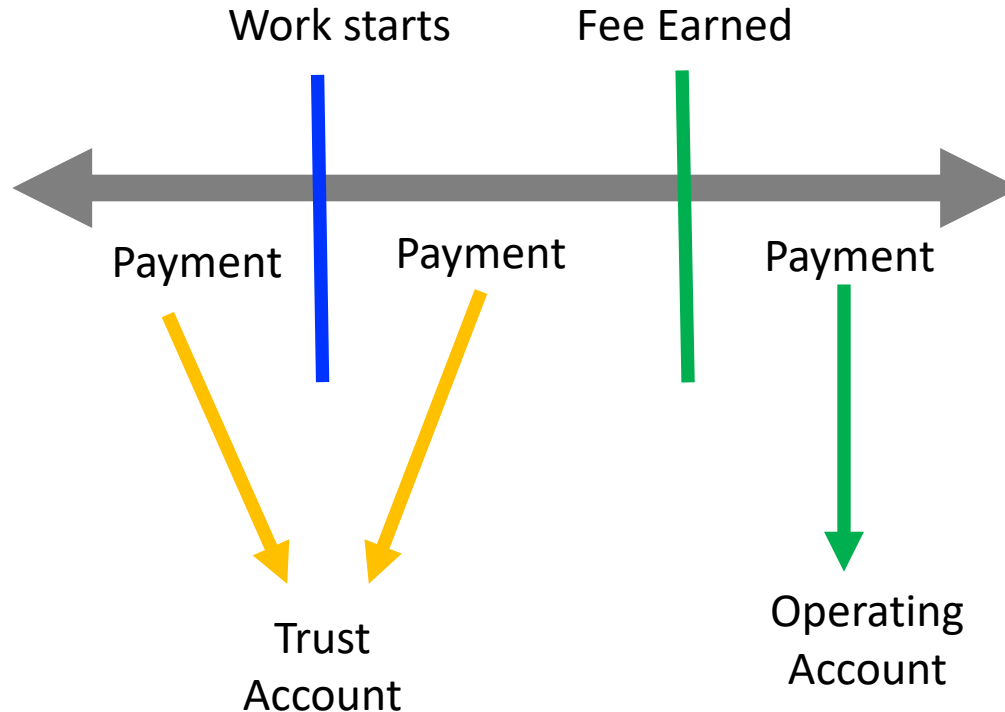 Work starts
Fee Earned
Payment
Payment
Payment
Trust
Account
Operating
Account